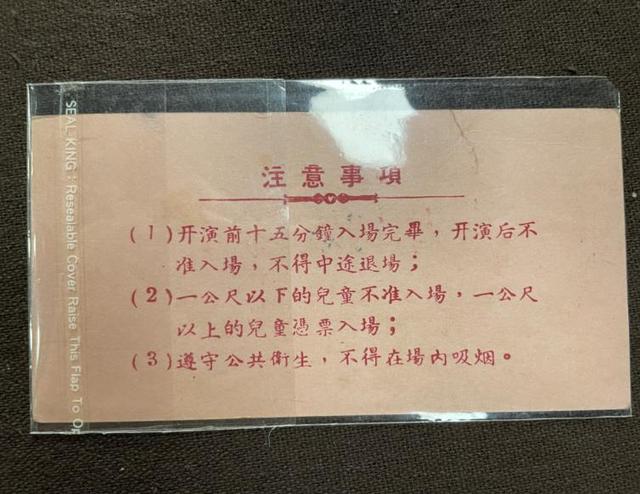 注意事項
(1)开演前十五分鐘入場完畢，开演后不
准入場，不得中途退場；
(2)一公尺以下的兒童不准入場，一公尺
以上的兒童憑票入場；
(3)遵守公共衛生，不得在場內吸烟。
SEAL KING : Resealable Cover Raise This Flap To Op